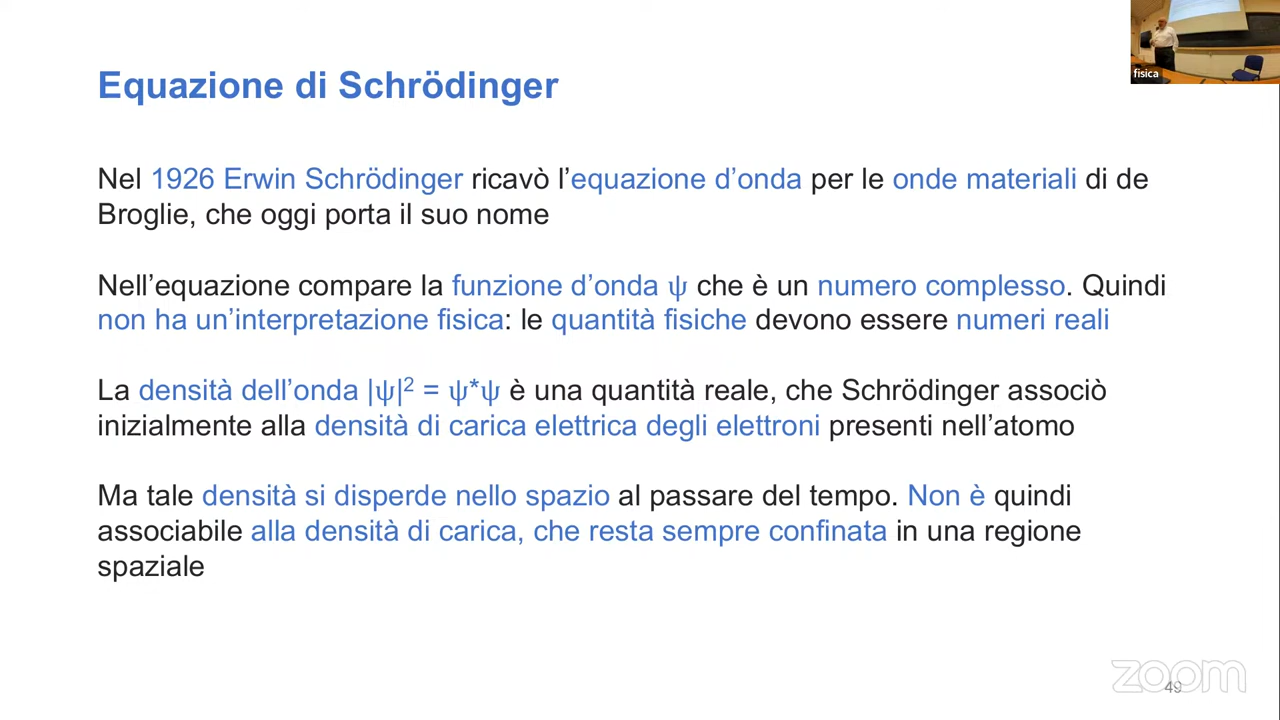 fisica
Equazione di Schrödinger
Nel 1926 Erwin Schrödinger ricavò l’equazione d’onda per le onde materiali di de
Broglie, che oggi porta il suo nome
Nell’equazione compare la funzione d’onda ψ che è un numero complesso. Quindi
non ha un’interpretazione fisica: le quantità fisiche devono essere numeri reali
La densità dell’onda |ψ|² = ψ*ψ è una quantità reale, che Schrödinger associò
inizialmente alla densità di carica elettrica degli elettroni presenti nell’atomo
Ma tale densità si disperde nello spazio al passare del tempo. Non è quindi
associabile alla densità di carica, che resta sempre confinata in una regione
spaziale
zoom
49